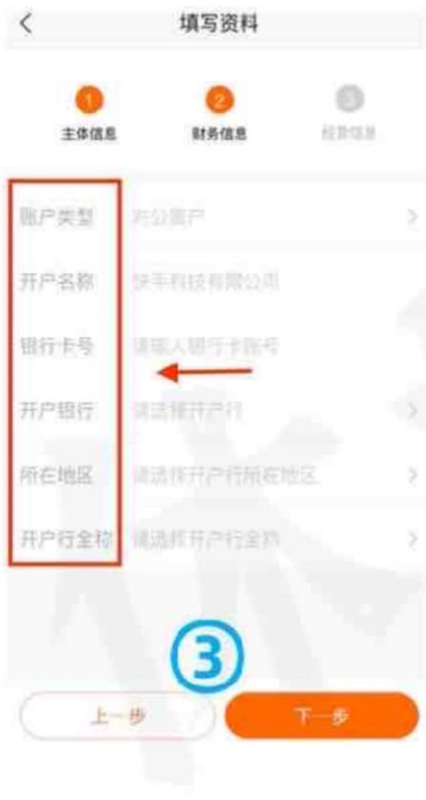 填写资料
1 2 3
主体信息 财务信息 经营信息
账户类型 对公账户
开户名称 快手科技有限公司
银行卡号 请输入银行卡账号
开户银行 请选择开户行
所在地区 请选择开户行所在地区
开户行全称 请选择开户行全称
③
上一步 下一步